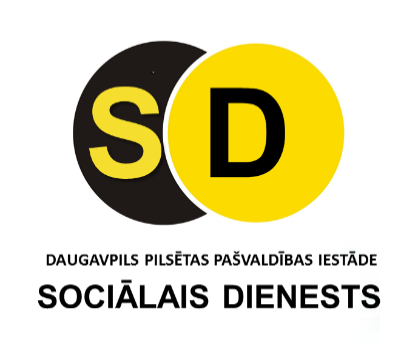 SD
DAUGAVPILS PILSĒTAS PAŠVALDĪBAS IESTĀDE
SOCIĀLAIS DIENESTS